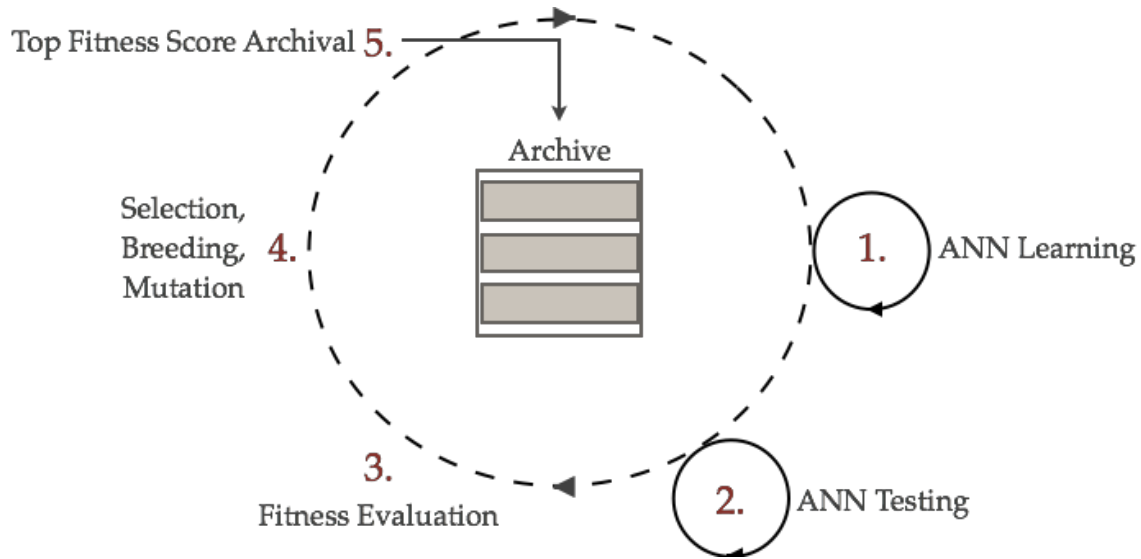 Top Fitness Score Archival 5.
Archive
Selection,
Breeding,
Mutation
4.
1. ANN Learning
3.
Fitness Evaluation
2. ANN Testing